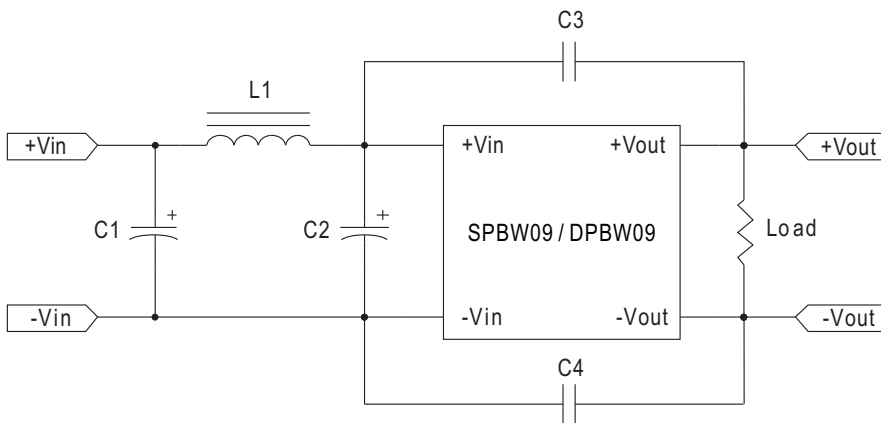 C3
L1
+Vin
+Vin
+Vout
+Vout
C1
+
C2
+
SPBW09 / DPBW09
Load
-Vin
-Vin
-Vout
-Vout
C4